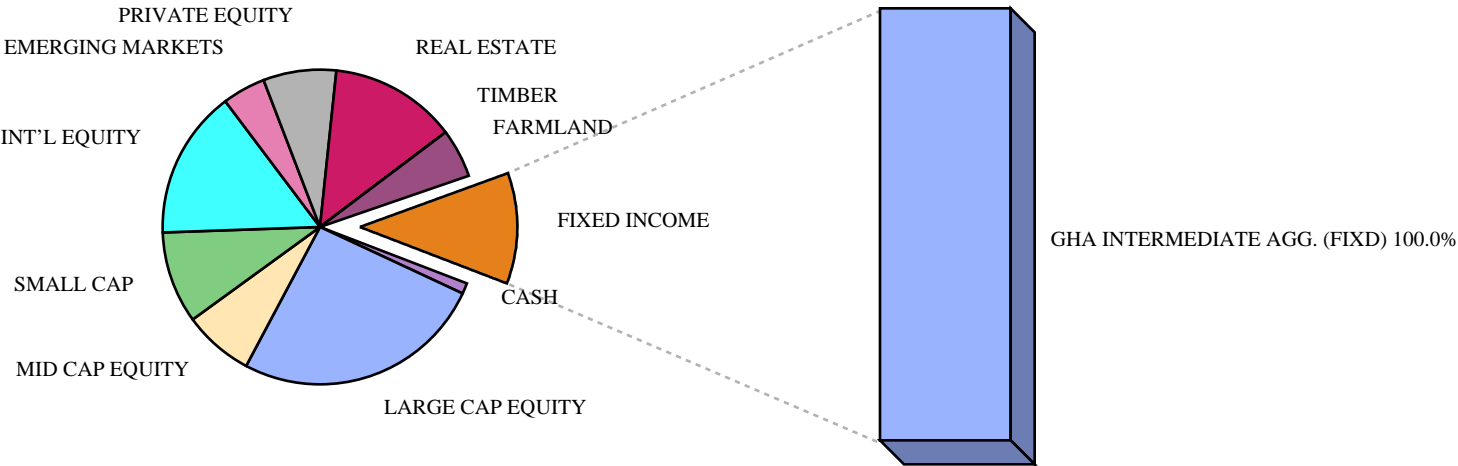 PRIVATE EQUITY
EMERGING MARKETS
REAL ESTATE
TIMBER
FARMLAND
INT'L EQUITY
FIXED INCOME
GHA INTERMEDIATE AGG. (FIXD) 100.0%
SMALL CAP
CASH
MID CAP EQUITY
LARGE CAP EQUITY